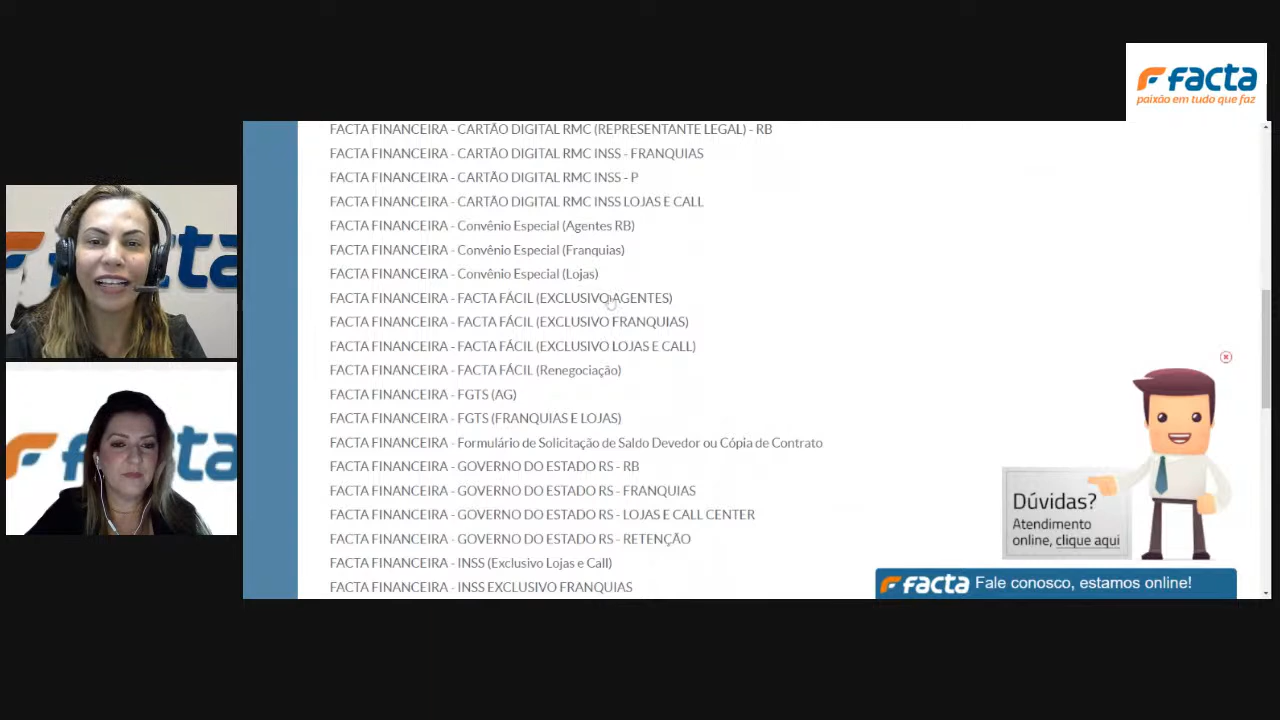 facta
paixão em tudo que faz
FACTA FINANCEIRA - CARTÃO DIGITAL RMC (REPRESENTANTE LEGAL) - RB
FACTA FINANCEIRA - CARTÃO DIGITAL RMC INSS - FRANQUIAS
FACTA FINANCEIRA - CARTÃO DIGITAL RMC INSS - P
FACTA FINANCEIRA - CARTÃO DIGITAL RMC INSS LOJAS E CALL
FACTA FINANCEIRA - Convênio Especial (Agentes RB)
FACTA FINANCEIRA - Convênio Especial (Franquias)
FACTA FINANCEIRA - Convênio Especial (Lojas)
FACTA FINANCEIRA - FACTA FÁCIL (EXCLUSIVO AGENTES)
FACTA FINANCEIRA - FACTA FÁCIL (EXCLUSIVO FRANQUIAS)
FACTA FINANCEIRA - FACTA FÁCIL (EXCLUSIVO LOJAS E CALL)
FACTA FINANCEIRA - FACTA FÁCIL (Renegociação)
FACTA FINANCEIRA - FGTS (AG)
FACTA FINANCEIRA - FGTS (FRANQUIAS E LOJAS)
FACTA FINANCEIRA - Formulário de Solicitação de Saldo Devedor ou Cópia de Contrato
FACTA FINANCEIRA - GOVERNO DO ESTADO RS - RB
FACTA FINANCEIRA - GOVERNO DO ESTADO RS - FRANQUIAS
FACTA FINANCEIRA - GOVERNO DO ESTADO RS - LOJAS E CALL CENTER
FACTA FINANCEIRA - GOVERNO DO ESTADO RS - RETENÇÃO
FACTA FINANCEIRA - INSS (Exclusivo Lojas e Call)
FACTA FINANCEIRA - INSS EXCLUSIVO FRANQUIAS
Dúvidas?
Atendimento
online, clique aqui
facta Fale conosco, estamos online!